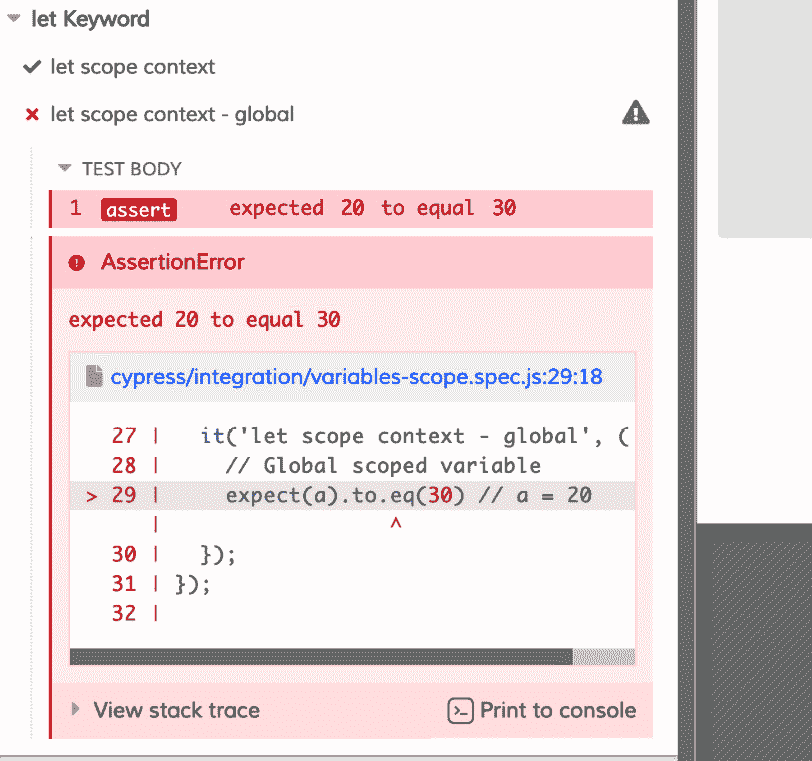 let Keyword
let scope context
let scope context - global
TEST BODY
1 assert expected 20 to equal 30
AssertionError
expected 20 to equal 30
cypress/integration/variables-scope.spec.js:29:18
27 | it('let scope context - global', (
28 | // Global scoped variable
> 29 | expect(a).to.eq(30) // a = 20
| ^
30 | });
31 | });
32 |
View stack trace Print to console